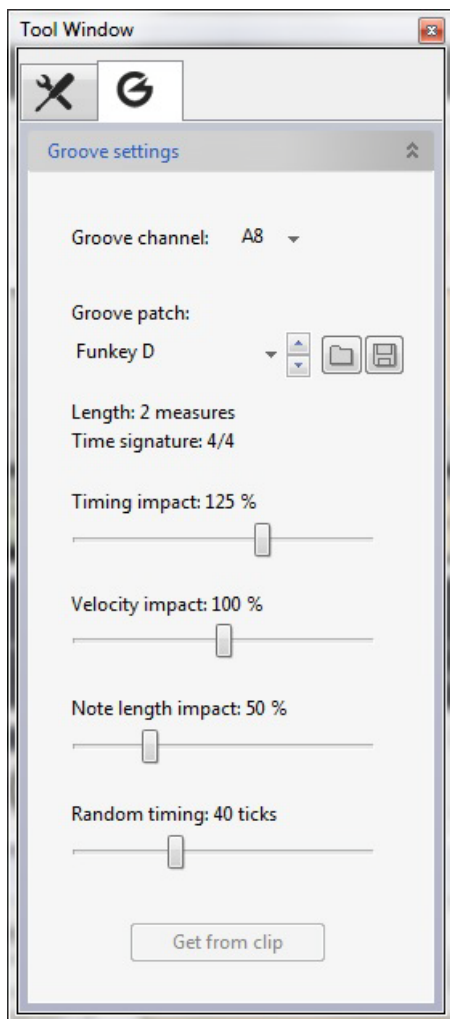 Tool Window
Groove settings
Groove channel: A8
Groove patch:
Funkey D
Length: 2 measures
Time signature: 4/4
Timing impact: 125 %
Velocity impact: 100 %
Note length impact: 50 %
Random timing: 40 ticks
Get from clip